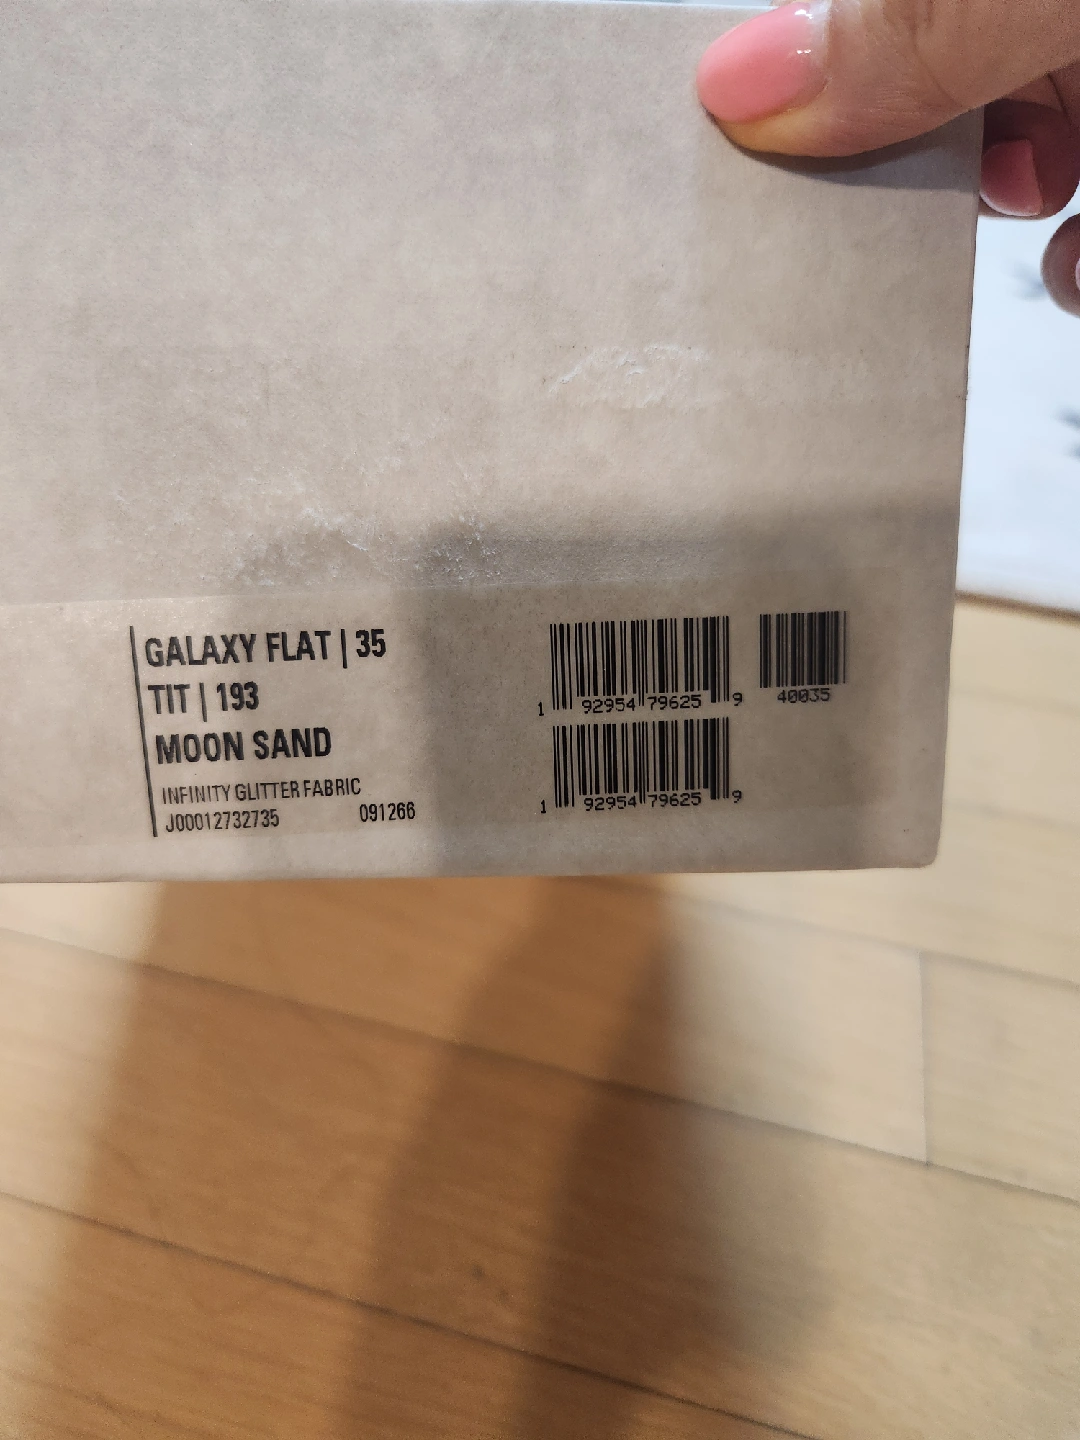 GALAXY FLAT | 35
TIT | 193
MOON SAND
INFINITY GLITTER FABRIC
J00012732735 091266
1 92954 79625 9
40035
1 92954 79625 9